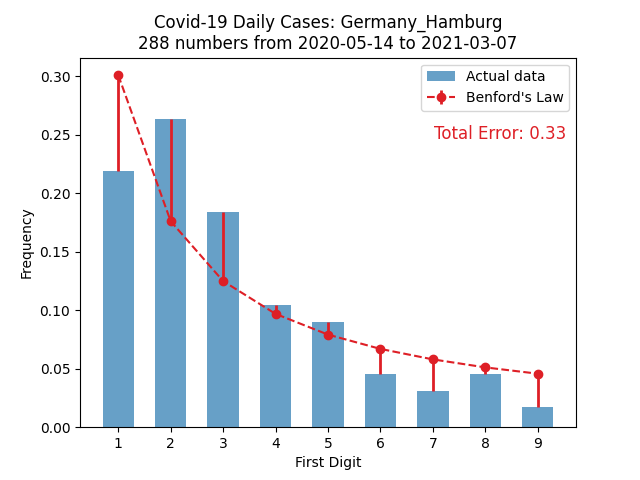 Covid-19 Daily Cases: Germany_Hamburg
288 numbers from 2020-05-14 to 2021-03-07
Actual data
Benford's Law
Total Error: 0.33
Frequency
0.30
0.25
0.20
0.15
0.10
0.05
0.00
1 2 3 4 5 6 7 8 9
First Digit